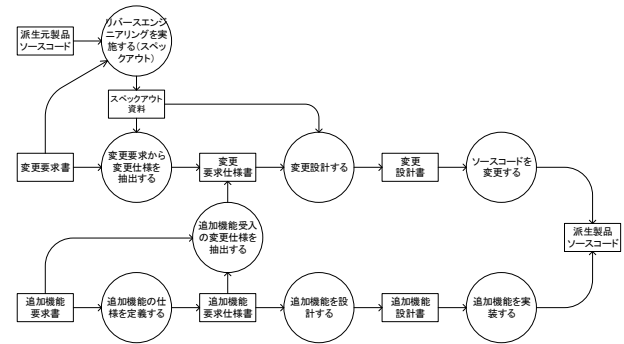 派生元製品
ソースコード
リバースエンジ
ニアリングを実
施する(スペッ
クアウト)
スペックアウト
資料
変更要求書
変更要求から
変更仕様を
抽出する
変更
要求仕様書
変更設計する
変更
設計書
ソースコードを
変更する
追加機能受入
の変更仕様を
抽出する
派生製品
ソースコード
追加機能
要求書
追加機能の仕
様を定義する
追加機能
要求仕様書
追加機能を設
計する
追加機能
設計書
追加機能を実
装する